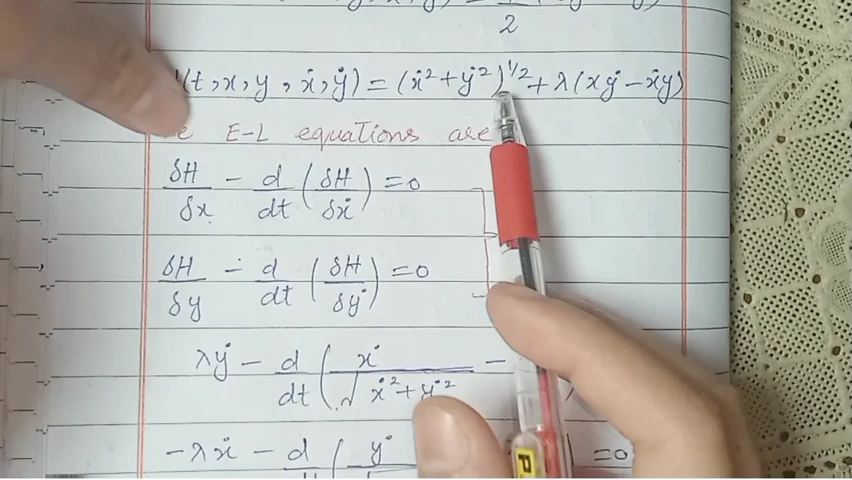 2
(t, x, y, ẋ, ẏ) = (ẋ² + ẏ²)^1/2 + λ(xẏ − ẋy)
E-L equations are
δH/δx − d/dt (δH/δẋ) = 0
δH/δy − d/dt (δH/δẏ) = 0
λẏ − d/dt ( ẋ/√ẋ²+ẏ² −
−λẋ − d/dt ( ẏ/√ = 0
P